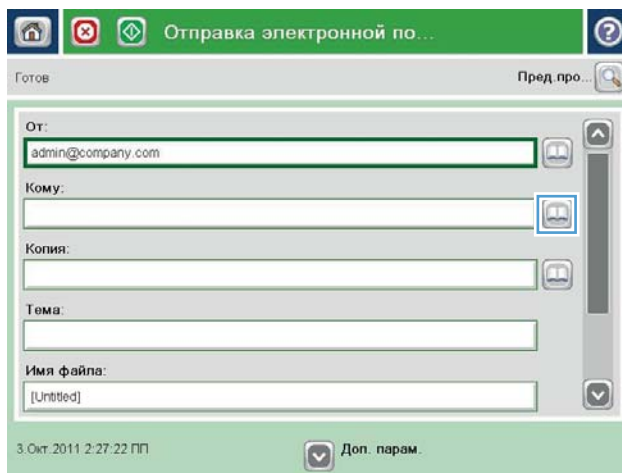 Отправка электронной по...
?
Готов
Пред.про...
От:
admin@company.com
Кому:
Копия:
Тема:
Имя файла:
[Untitled]
3.Окт.2011 2:27:22 ПП
Доп. парам.